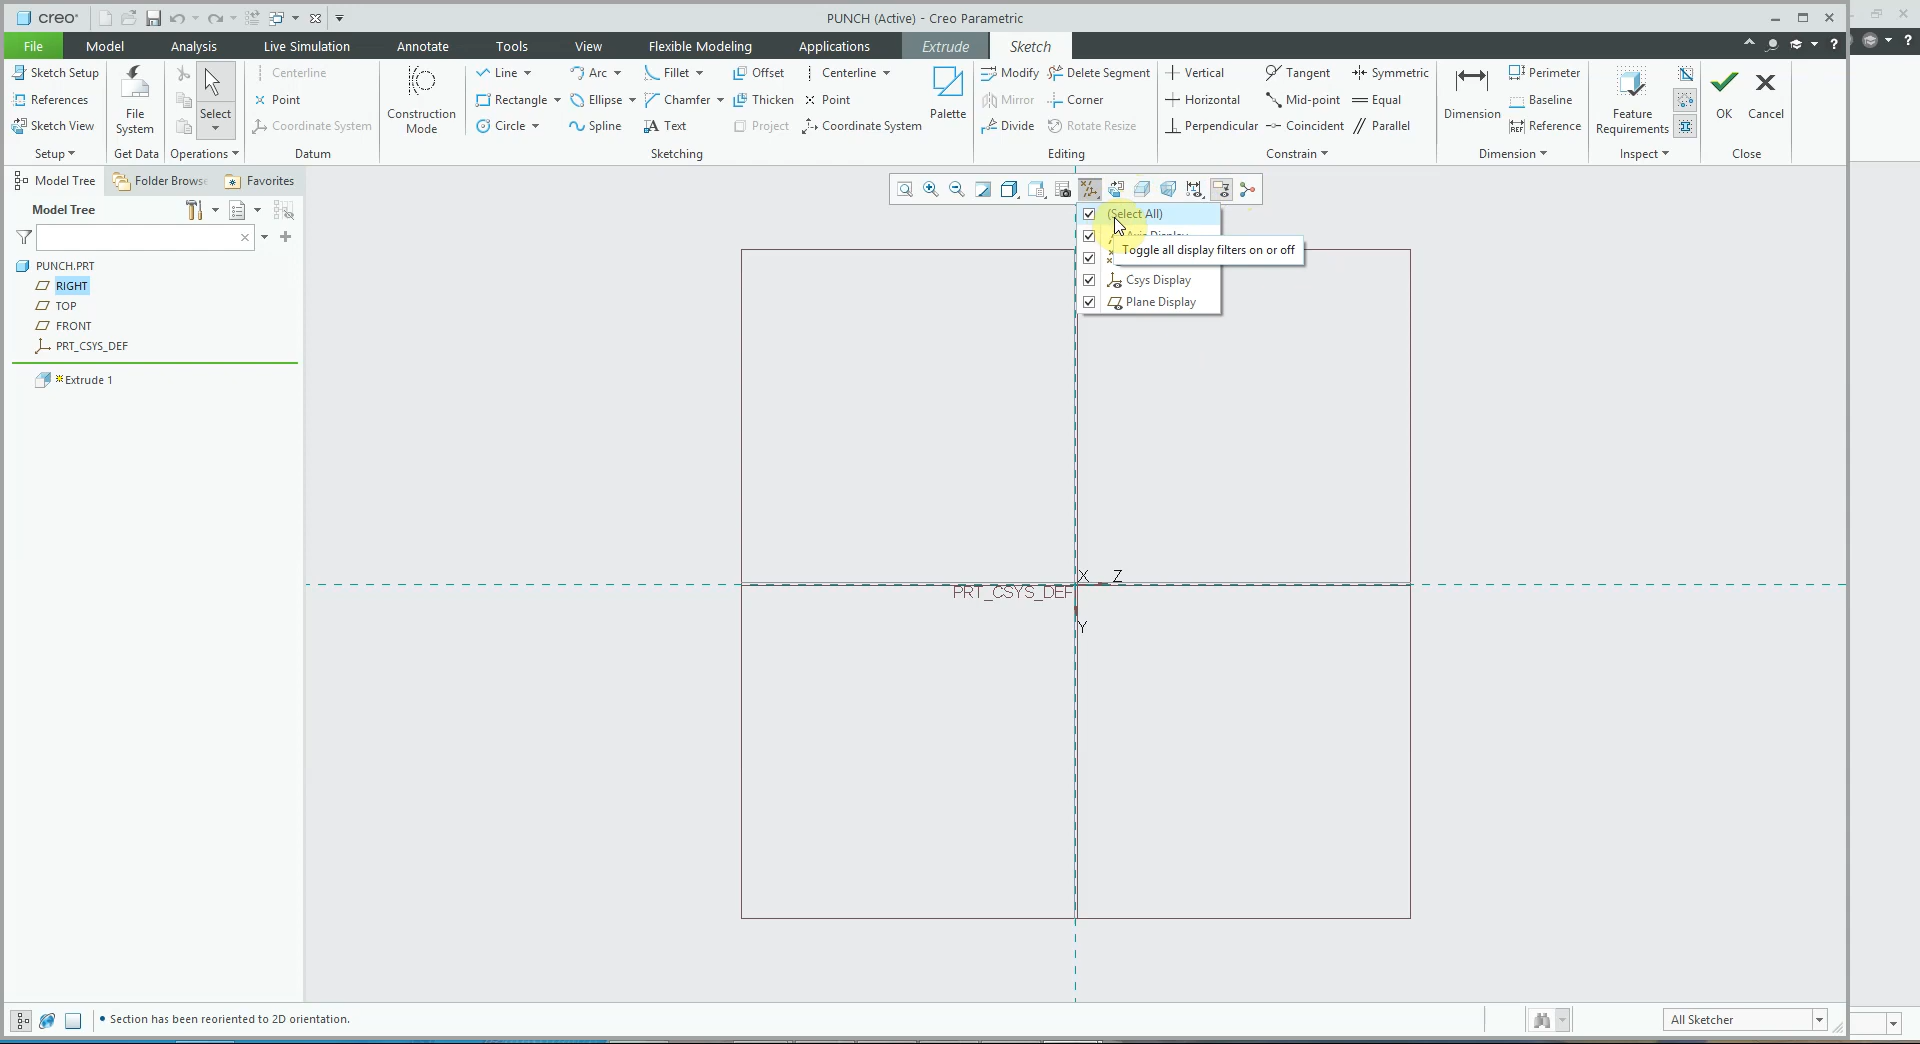 creo
PUNCH (Active) - Creo Parametric
File Model Analysis Live Simulation Annotate Tools View Flexible Modeling Applications Extrude Sketch
Sketch Setup
References
Sketch View
Setup
File System
Get Data
Select
Operations
Centerline
Point
Coordinate System
Datum
Construction Mode
Line Arc Fillet Offset Centerline
Rectangle Ellipse Chamfer Thicken Point
Circle Spline Text Project Coordinate System
Palette
Sketching
Modify Delete Segment
Mirror Corner
Divide Rotate Resize
Editing
Vertical Tangent Symmetric
Horizontal Mid-point Equal
Perpendicular Coincident Parallel
Constrain
Dimension
Perimeter
Baseline
Reference
Dimension
Feature Requirements
Inspect
OK Cancel
Close
Model Tree Folder Browse Favorites
Model Tree
PUNCH.PRT
RIGHT
TOP
FRONT
PRT_CSYS_DEF
Extrude 1
(Select All)
Axis Display
Toggle all display filters on or off
Csys Display
Plane Display
X Z
PRT_CSYS_DEF
Y
Section has been reoriented to 2D orientation.
All Sketcher